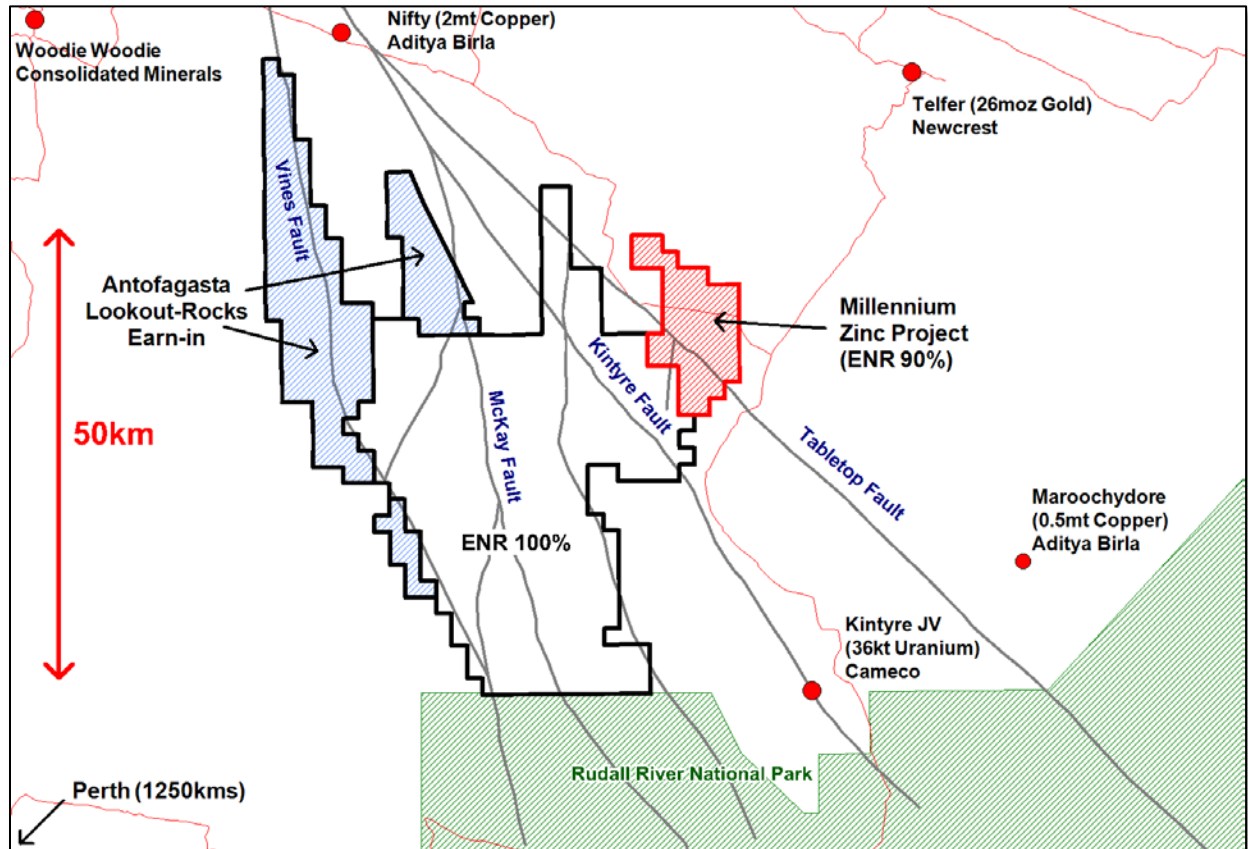 Woodie Woodie
Consolidated Minerals
Nifty (2mt Copper)
Aditya Birla
Telfer (26moz Gold)
Newcrest
Vines Fault
Antofagasta
Lookout-Rocks
Earn-in
50km
McKay Fault
Kintyre Fault
Millennium
Zinc Project
(ENR 90%)
Tabletop Fault
ENR 100%
Maroochydore
(0.5mt Copper)
Aditya Birla
Kintyre JV
(36kt Uranium)
Cameco
Rudall River National Park
Perth (1250kms)